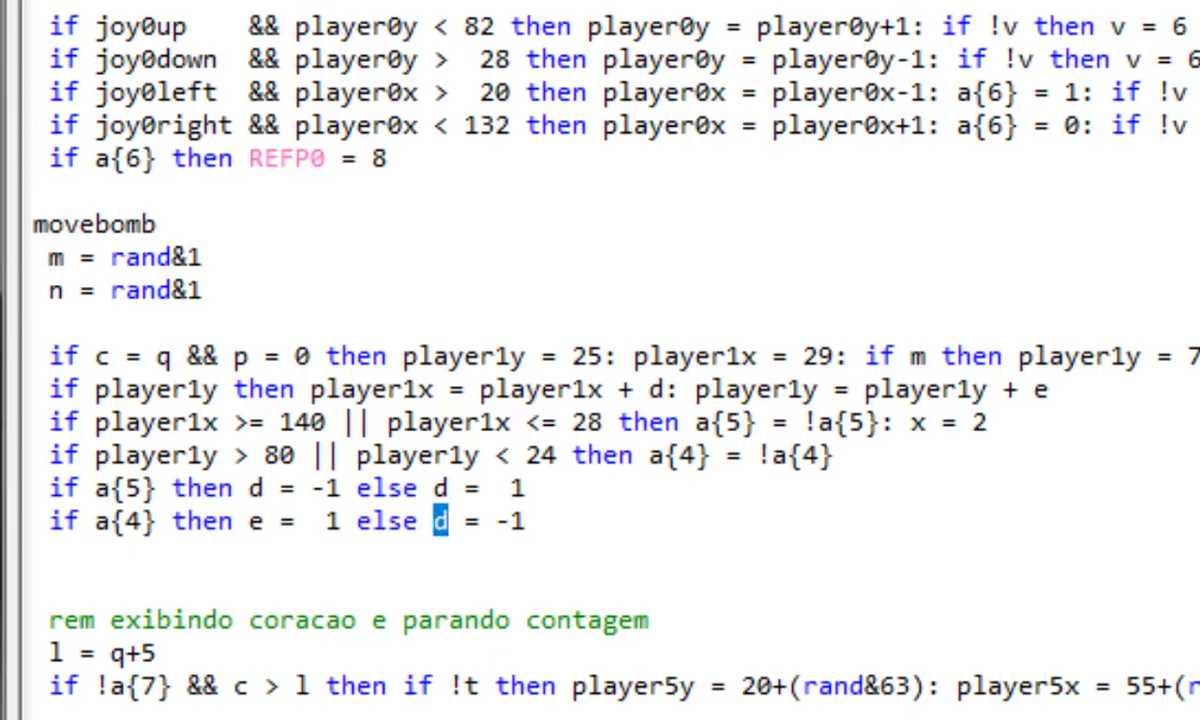 if joy0up    && player0y < 82 then player0y = player0y+1: if !v then v = 6
if joy0down  && player0y >  28 then player0y = player0y-1: if !v then v = 6
if joy0left  && player0x >  20 then player0x = player0x-1: a{6} = 1: if !v
if joy0right && player0x < 132 then player0x = player0x+1: a{6} = 0: if !v
if a{6} then REFP0 = 8
movebomb
m = rand&1
n = rand&1
if c = q && p = 0 then player1y = 25: player1x = 29: if m then player1y = 7
if player1y then player1x = player1x + d: player1y = player1y + e
if player1x >= 140 || player1x <= 28 then a{5} = !a{5}: x = 2
if player1y > 80 || player1y < 24 then a{4} = !a{4}
if a{5} then d = -1 else d =  1
if a{4} then e =  1 else d = -1
rem exibindo coracao e parando contagem
l = q+5
if !a{7} && c > l then if !t then player5y = 20+(rand&63): player5x = 55+(r